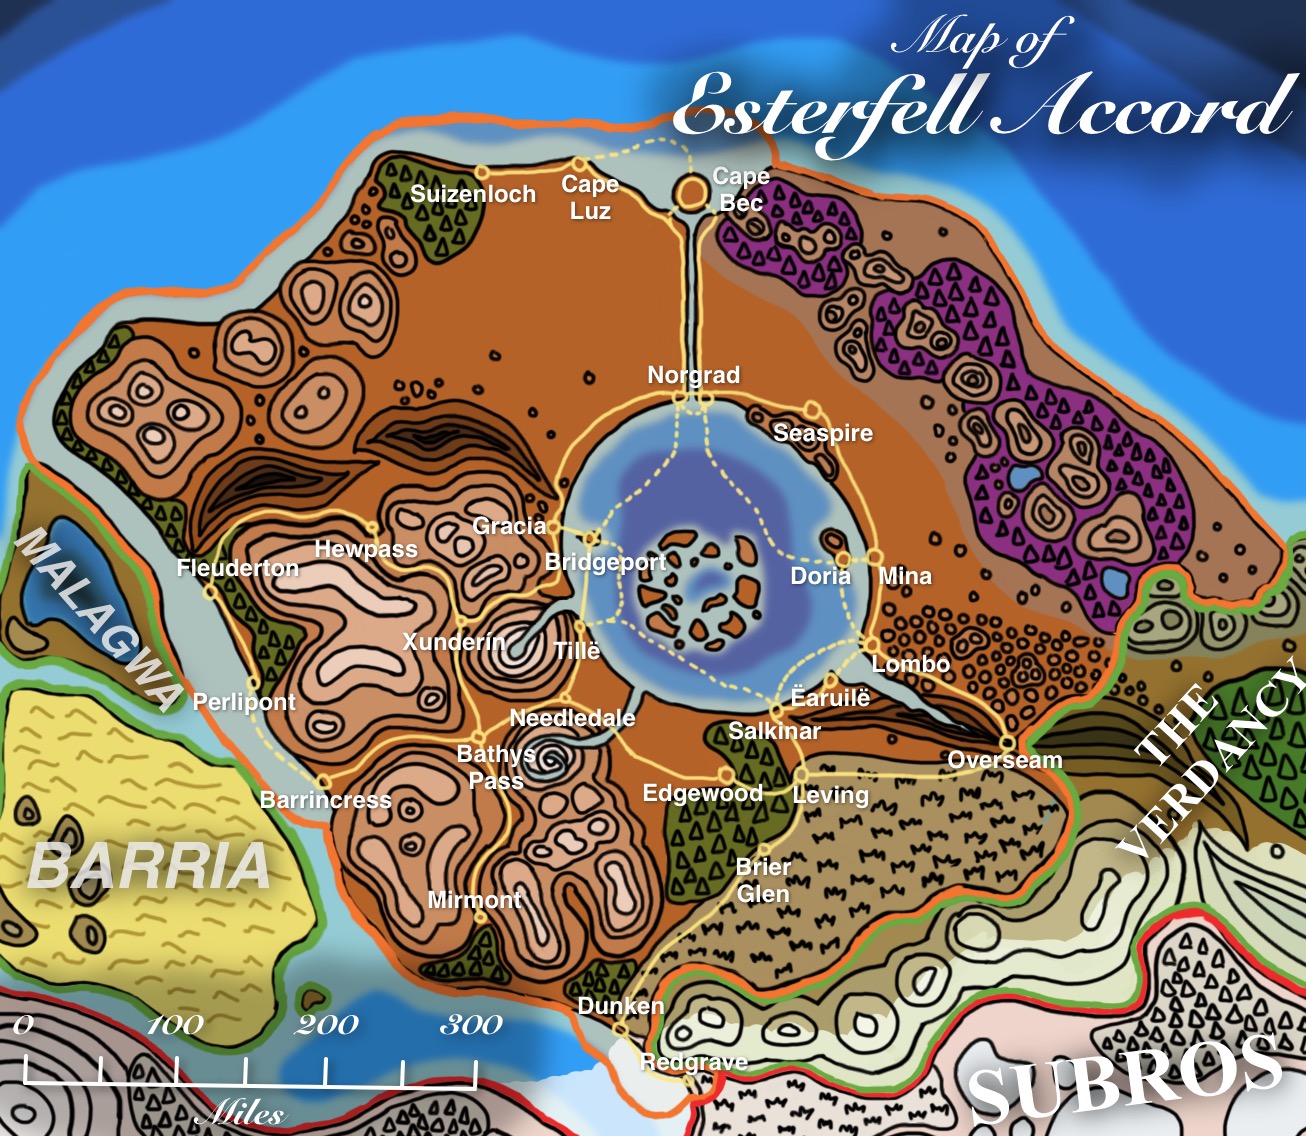 Map of
Esterfell Accord
Suizenloch
Cape
Luz
Cape
Bec
Norgrad
Seaspire
Gracia
Hewpass
Bridgeport
Fleuderton
Doria
Mina
MALAGWA
Xunderín
Tillë
Lombo
Perlipont
Ëaruilë
Needledale
Salkinar
Bathys
Pass
Overseam
THE
VERDANCY
Barrincress
Edgewood
Leving
BARRIA
Brier
Glen
Mirmont
Dunken
Redgrave
SUBROS
0 100 200 300
Miles